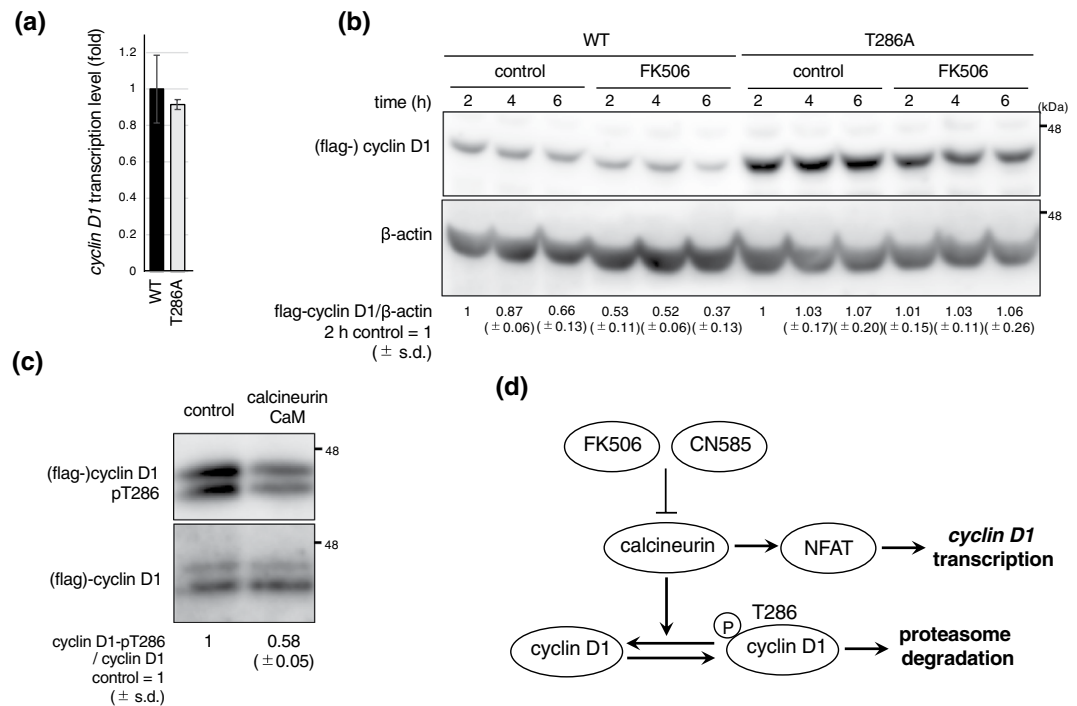 (a)
cyclin D1 transcription level (fold)
1.2
1
0.8
0.6
0.4
0.2
0
WT
T286A
(b)
WT T286A
control FK506 control FK506
time (h) 2 4 6 2 4 6 2 4 6 2 4 6 (kDa)
48
(flag-) cyclin D1
48
β-actin
flag-cyclin D1/β-actin 1 0.87 0.66 0.53 0.52 0.37 1 1.03 1.07 1.01 1.03 1.06
2 h control = 1 (±0.06) (±0.13) (±0.11) (±0.06) (±0.13) (±0.17) (±0.20) (±0.15) (±0.11) (±0.26)
(± s.d.)
(c)
control calcineurin
CaM
48
(flag-)cyclin D1
pT286
48
(flag)-cyclin D1
cyclin D1-pT286 1 0.58
/ cyclin D1 (±0.05)
control = 1
(± s.d.)
(d)
FK506 CN585
calcineurin NFAT cyclin D1
transcription
T286
P
cyclin D1 cyclin D1 proteasome
degradation